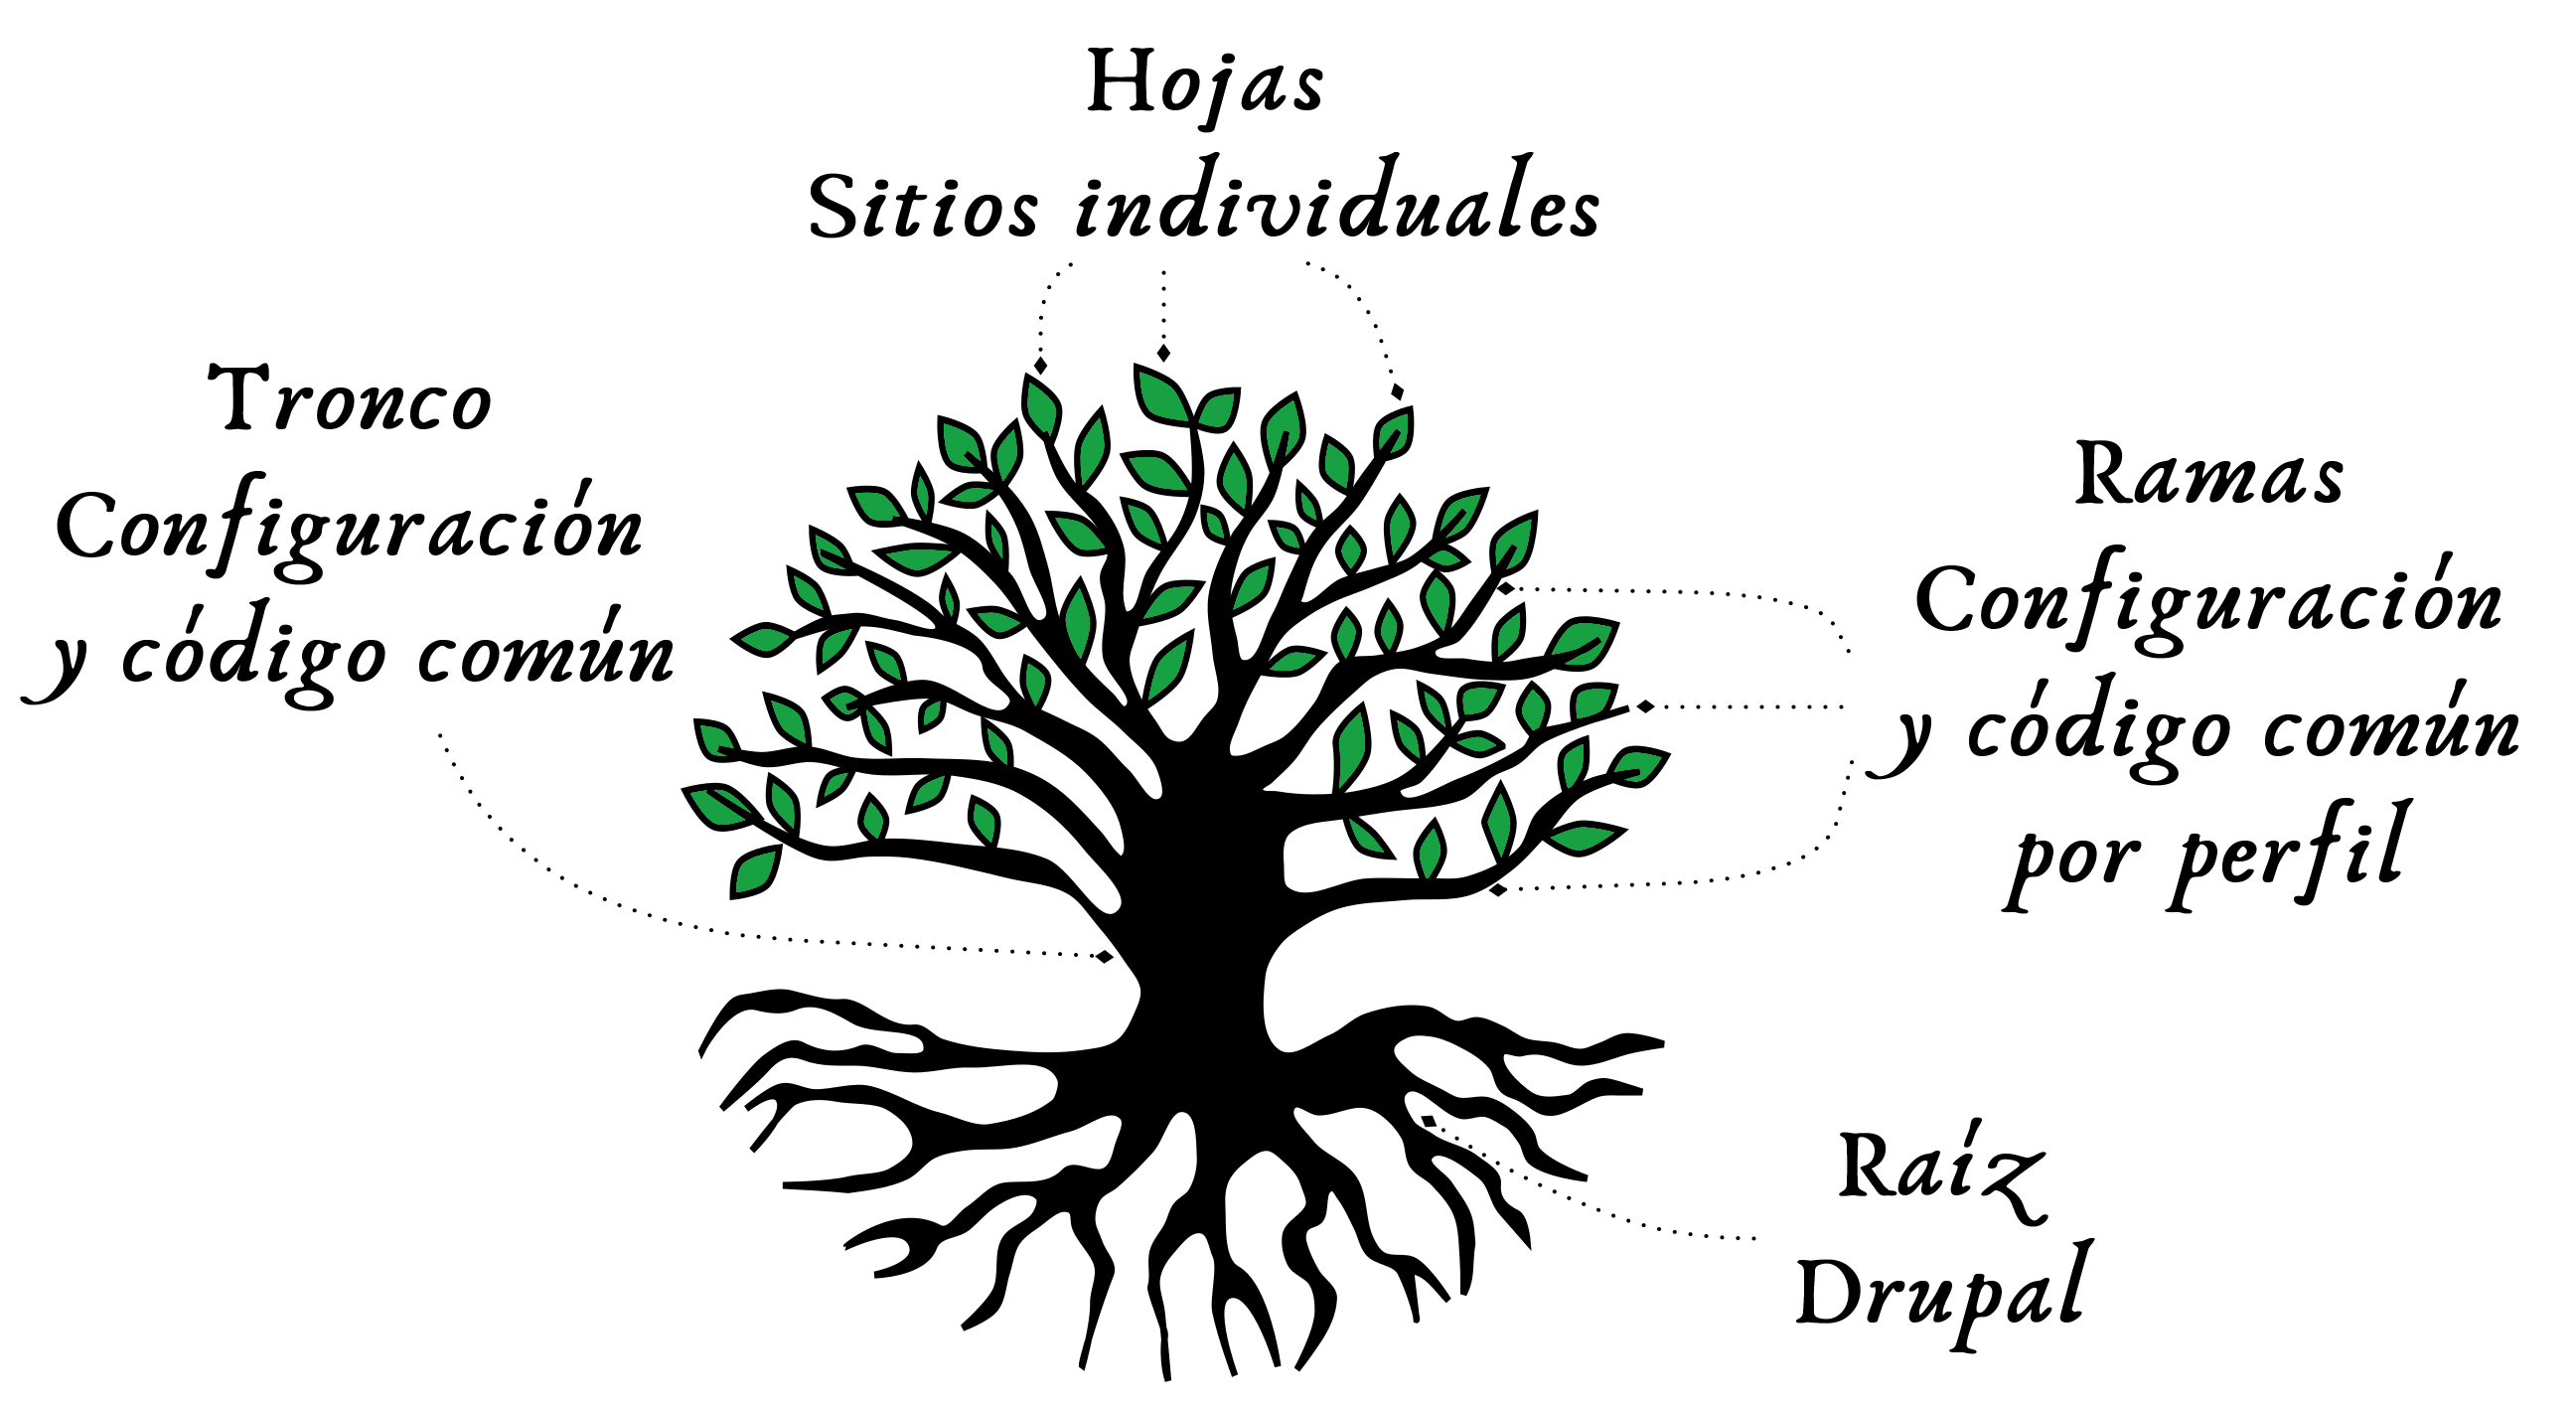 Hojas
Sitios individuales
Tronco
Configuración
y código común
Ramas
Configuración
y código común
por perfil
Raíz
Drupal